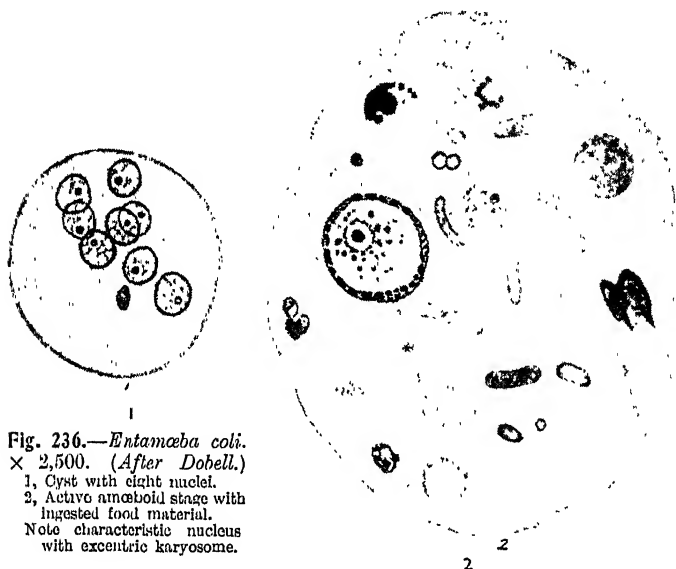 1
Fig. 236.—Entamœba coli.
× 2,500. (After Dobell.)
1, Cyst with eight nuclei.
2, Active amœboid stage with
ingested food material.
Note characteristic nucleus
with excentric karyosome.
2
2